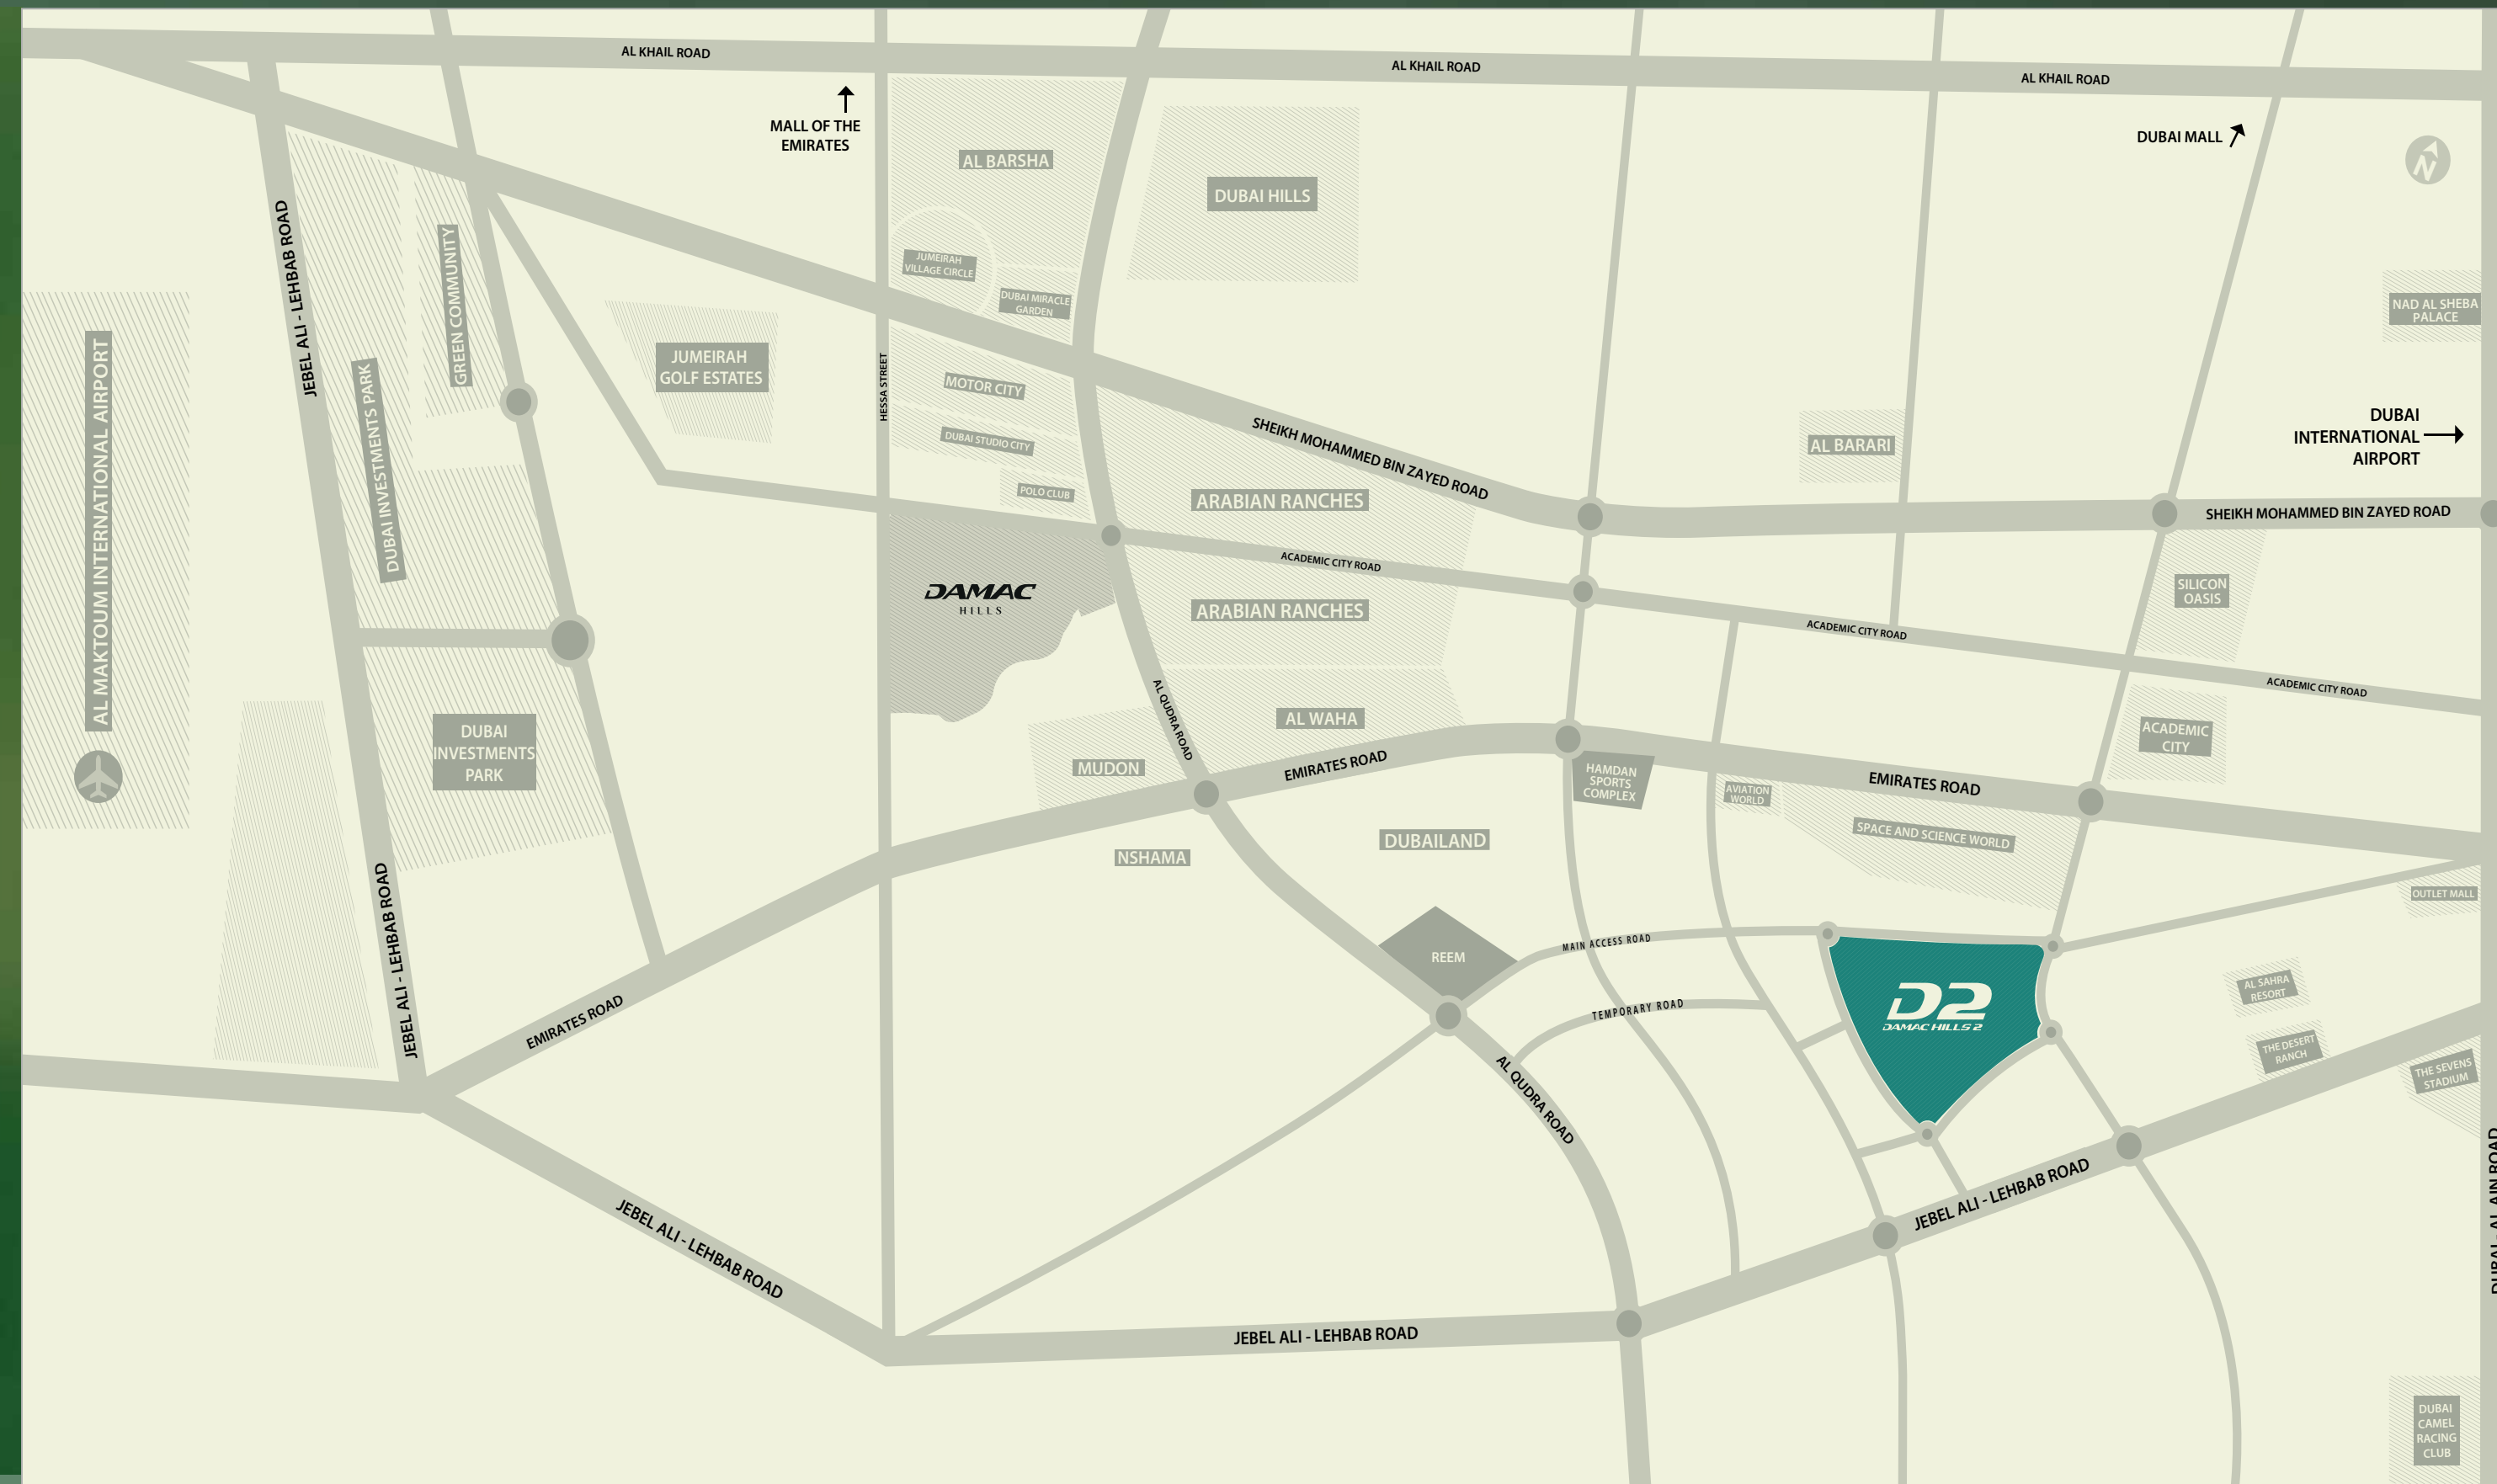 AL KHAIL ROAD
AL KHAIL ROAD
AL KHAIL ROAD
MALL OF THE
EMIRATES
DUBAI MALL
N
AL BARSHA
DUBAI HILLS
JEBEL ALI - LEHBAB ROAD
GREEN COMMUNITY
JUMEIRAH
VILLAGE CIRCLE
DUBAI MIRACLE
GARDEN
NAD AL SHEBA
PALACE
AL MAKTOUM INTERNATIONAL AIRPORT
DUBAI INVESTMENTS PARK
JUMEIRAH
GOLF ESTATES
HESSA STREET
MOTOR CITY
DUBAI STUDIO CITY
POLO CLUB
SHEIKH MOHAMMED BIN ZAYED ROAD
AL BARARI
DUBAI
INTERNATIONAL
AIRPORT
ARABIAN RANCHES
SHEIKH MOHAMMED BIN ZAYED ROAD
ACADEMIC CITY ROAD
DAMAC
HILLS
ARABIAN RANCHES
SILICON
OASIS
ACADEMIC CITY ROAD
ACADEMIC CITY ROAD
AL QUDRA ROAD
AL WAHA
ACADEMIC
CITY
DUBAI
INVESTMENTS
PARK
MUDON
EMIRATES ROAD
HAMDAN
SPORTS
COMPLEX
AVIATION
WORLD
EMIRATES ROAD
SPACE AND SCIENCE WORLD
DUBAILAND
NSHAMA
OUTLET MALL
JEBEL ALI - LEHBAB ROAD
REEM
MAIN ACCESS ROAD
TEMPORARY ROAD
D2
DAMAC HILLS 2
AL SAHRA
RESORT
THE DESERT
RANCH
THE SEVENS
STADIUM
EMIRATES ROAD
AL QUDRA ROAD
JEBEL ALI - LEHBAB ROAD
JEBEL ALI - LEHBAB ROAD
JEBEL ALI - LEHBAB ROAD
DUBAI - AL AIN ROAD
DUBAI
CAMEL
RACING
CLUB